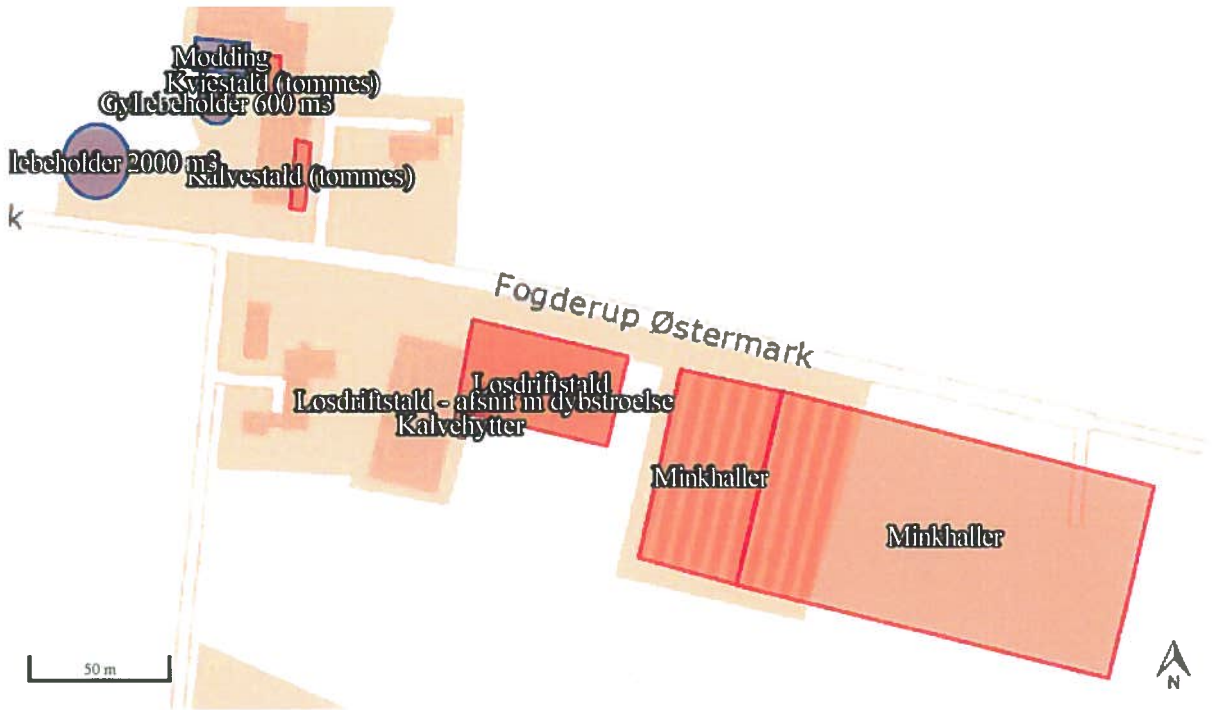 Modding
Kviestald (tommes)
Gyllebeholder 600 m3
lebeholder 2000 m3
Kalvestald (tommes)
k
Fogderup Østermark
Losdriftstald
Losdriftstald - afsnit m dybstroelse
Kalvehytter
Minkhaller
Minkhaller
50 m
N